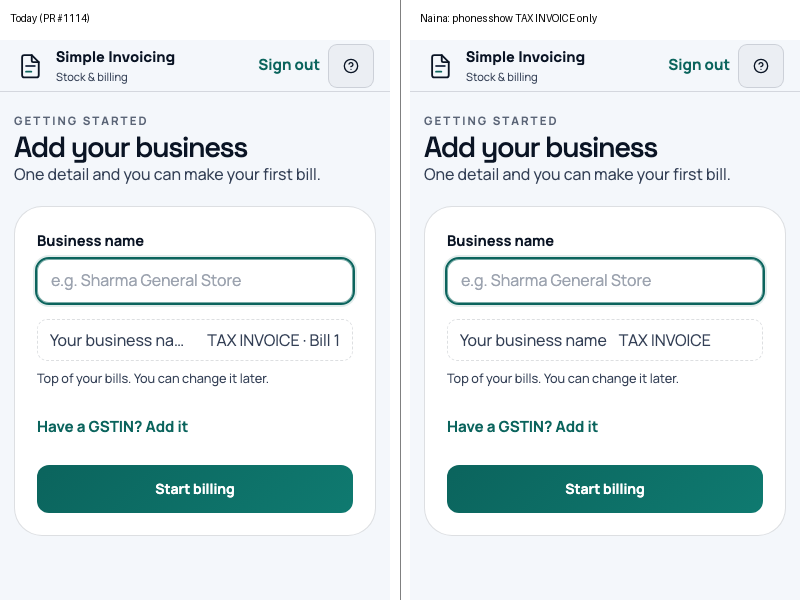 Today (PR #1114)
Simple Invoicing
Stock & billing
Sign out
GETTING STARTED
Add your business
One detail and you can make your first bill.
Business name
e.g. Sharma General Store
Your business na... TAX INVOICE · Bill 1
Top of your bills. You can change it later.
Have a GSTIN? Add it
Start billing
Naina: phones show TAX INVOICE only
Simple Invoicing
Stock & billing
Sign out
GETTING STARTED
Add your business
One detail and you can make your first bill.
Business name
e.g. Sharma General Store
Your business name TAX INVOICE
Top of your bills. You can change it later.
Have a GSTIN? Add it
Start billing